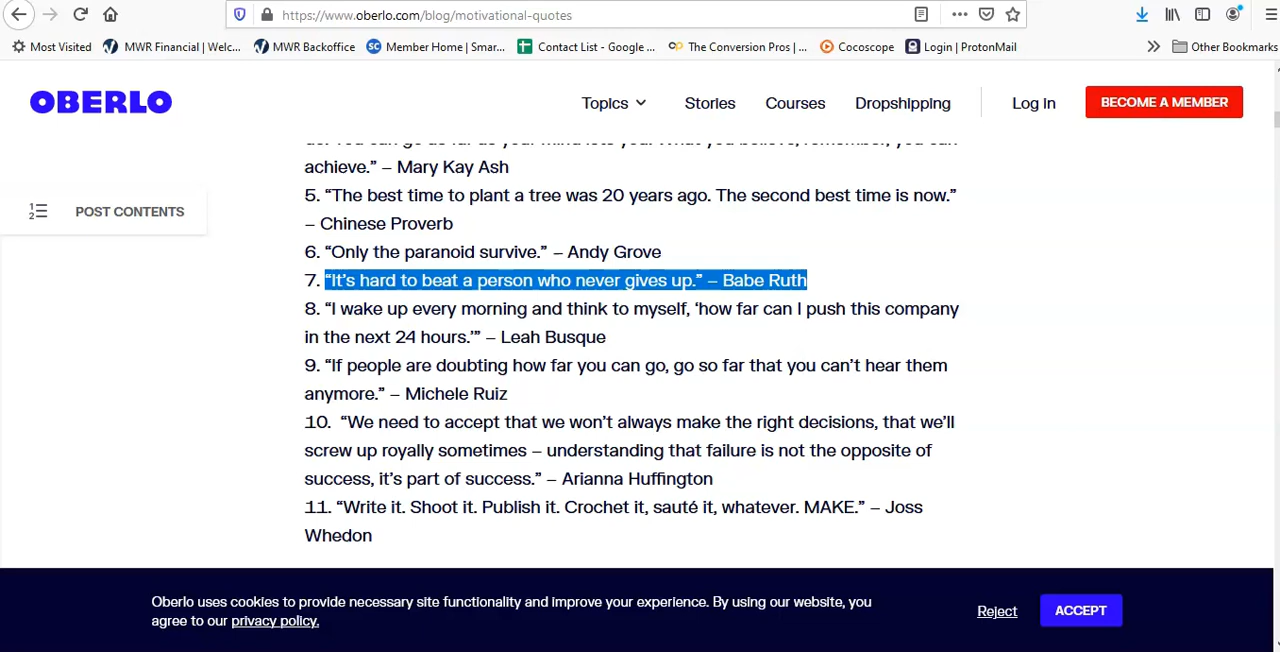 https://www.oberlo.com/blog/motivational-quotes
Most Visited
MWR Financial | Welc...
MWR Backoffice
SC
Member Home | Smar...
Contact List - Google ...
The Conversion Pros | ...
Cocoscope
Login | ProtonMail
Other Bookmarks
OBERLO
Topics
Stories
Courses
Dropshipping
Log in
BECOME A MEMBER
POST CONTENTS
achieve.” – Mary Kay Ash
5. “The best time to plant a tree was 20 years ago. The second best time is now.”
– Chinese Proverb
6. “Only the paranoid survive.” – Andy Grove
7. “It’s hard to beat a person who never gives up.” – Babe Ruth
8. “I wake up every morning and think to myself, ‘how far can I push this company
in the next 24 hours.’” – Leah Busque
9. “If people are doubting how far you can go, go so far that you can’t hear them
anymore.” – Michele Ruiz
10. “We need to accept that we won’t always make the right decisions, that we’ll
screw up royally sometimes – understanding that failure is not the opposite of
success, it’s part of success.” – Arianna Huffington
11. “Write it. Shoot it. Publish it. Crochet it, sauté it, whatever. MAKE.” – Joss
Whedon
Oberlo uses cookies to provide necessary site functionality and improve your experience. By using our website, you
agree to our privacy policy.
Reject
ACCEPT